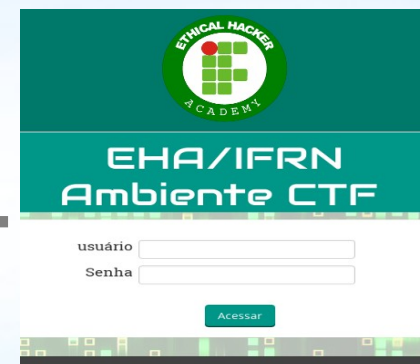 ETHICAL HACKER
ACADEMY
EHA/IFRN
Ambiente CTF
usuário
Senha
Acessar